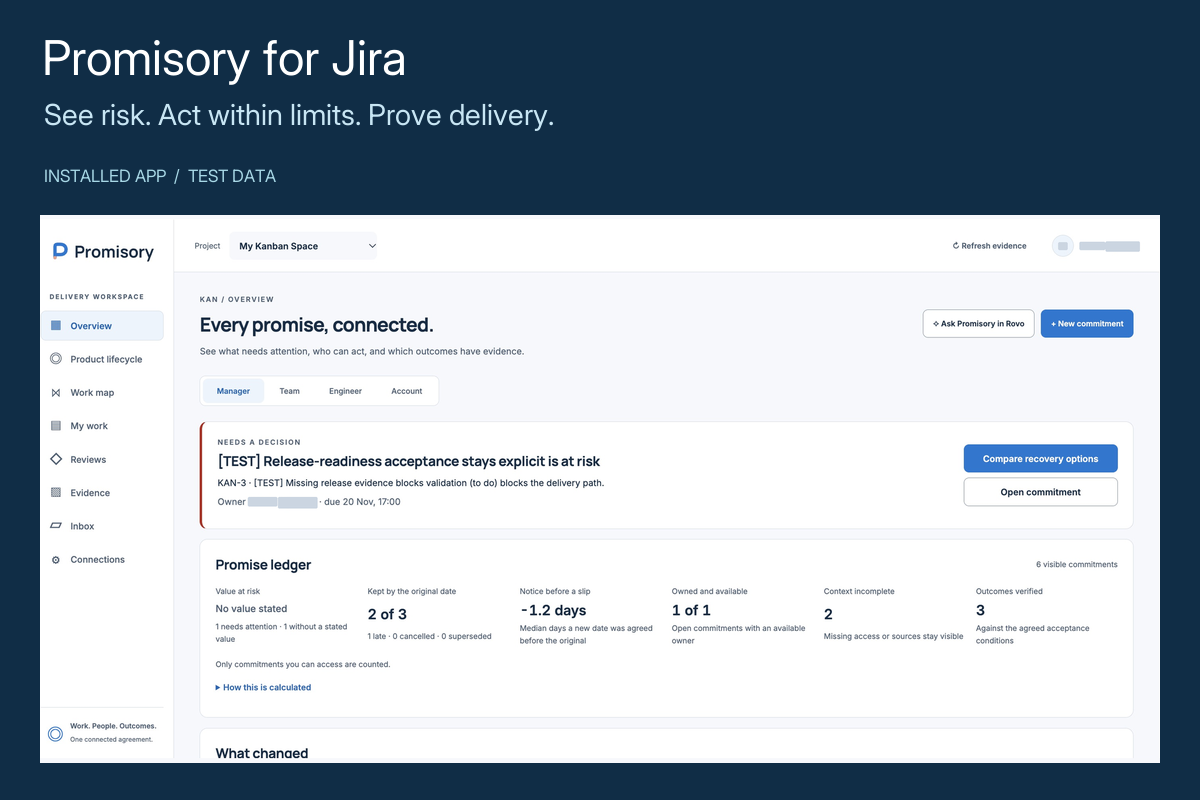 Promisory for Jira
See risk. Act within limits. Prove delivery.
INSTALLED APP / TEST DATA
Promisory
Project
My Kanban Space
↻ Refresh evidence
DELIVERY WORKSPACE
Overview
Product lifecycle
Work map
My work
Reviews
Evidence
Inbox
Connections
Work. People. Outcomes.
One connected agreement.
KAN / OVERVIEW
Every promise, connected.
See what needs attention, who can act, and which outcomes have evidence.
Ask Promisory in Rovo
+ New commitment
Manager
Team
Engineer
Account
NEEDS A DECISION
[TEST] Release-readiness acceptance stays explicit is at risk
KAN-3 · [TEST] Missing release evidence blocks validation (to do) blocks the delivery path.
Owner · due 20 Nov, 17:00
Compare recovery options
Open commitment
Promise ledger
6 visible commitments
Value at risk
No value stated
1 needs attention · 1 without a stated
value
Kept by the original date
2 of 3
1 late · 0 cancelled · 0 superseded
Notice before a slip
-1.2 days
Median days a new date was agreed
before the original
Owned and available
1 of 1
Open commitments with an available
owner
Context incomplete
2
Missing access or sources stay visible
Outcomes verified
3
Against the agreed acceptance
conditions
Only commitments you can access are counted.
How this is calculated
What changed